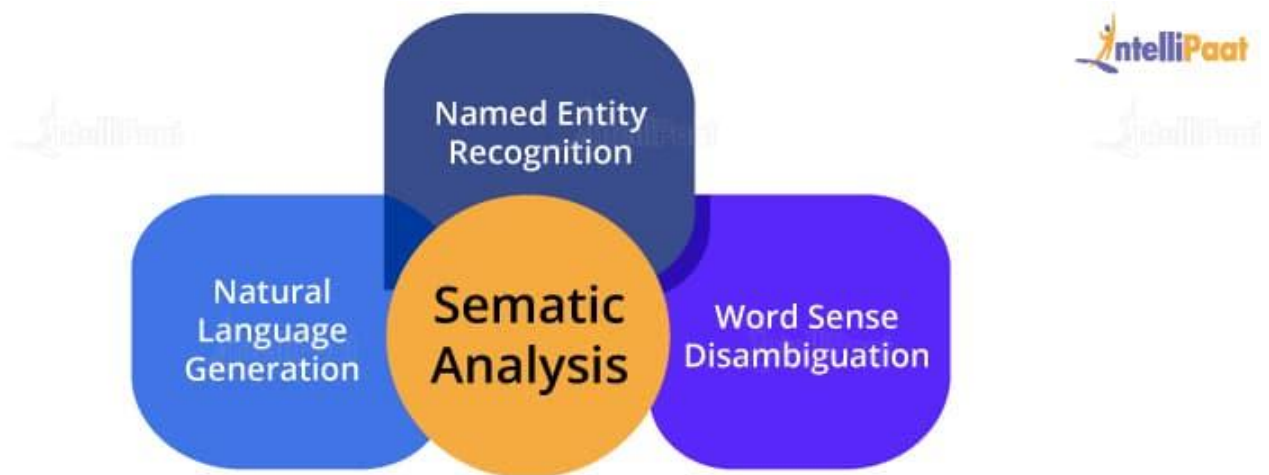 IntelliPaat
Named Entity
Recognition
Natural
Language
Generation
Sematic
Analysis
Word Sense
Disambiguation